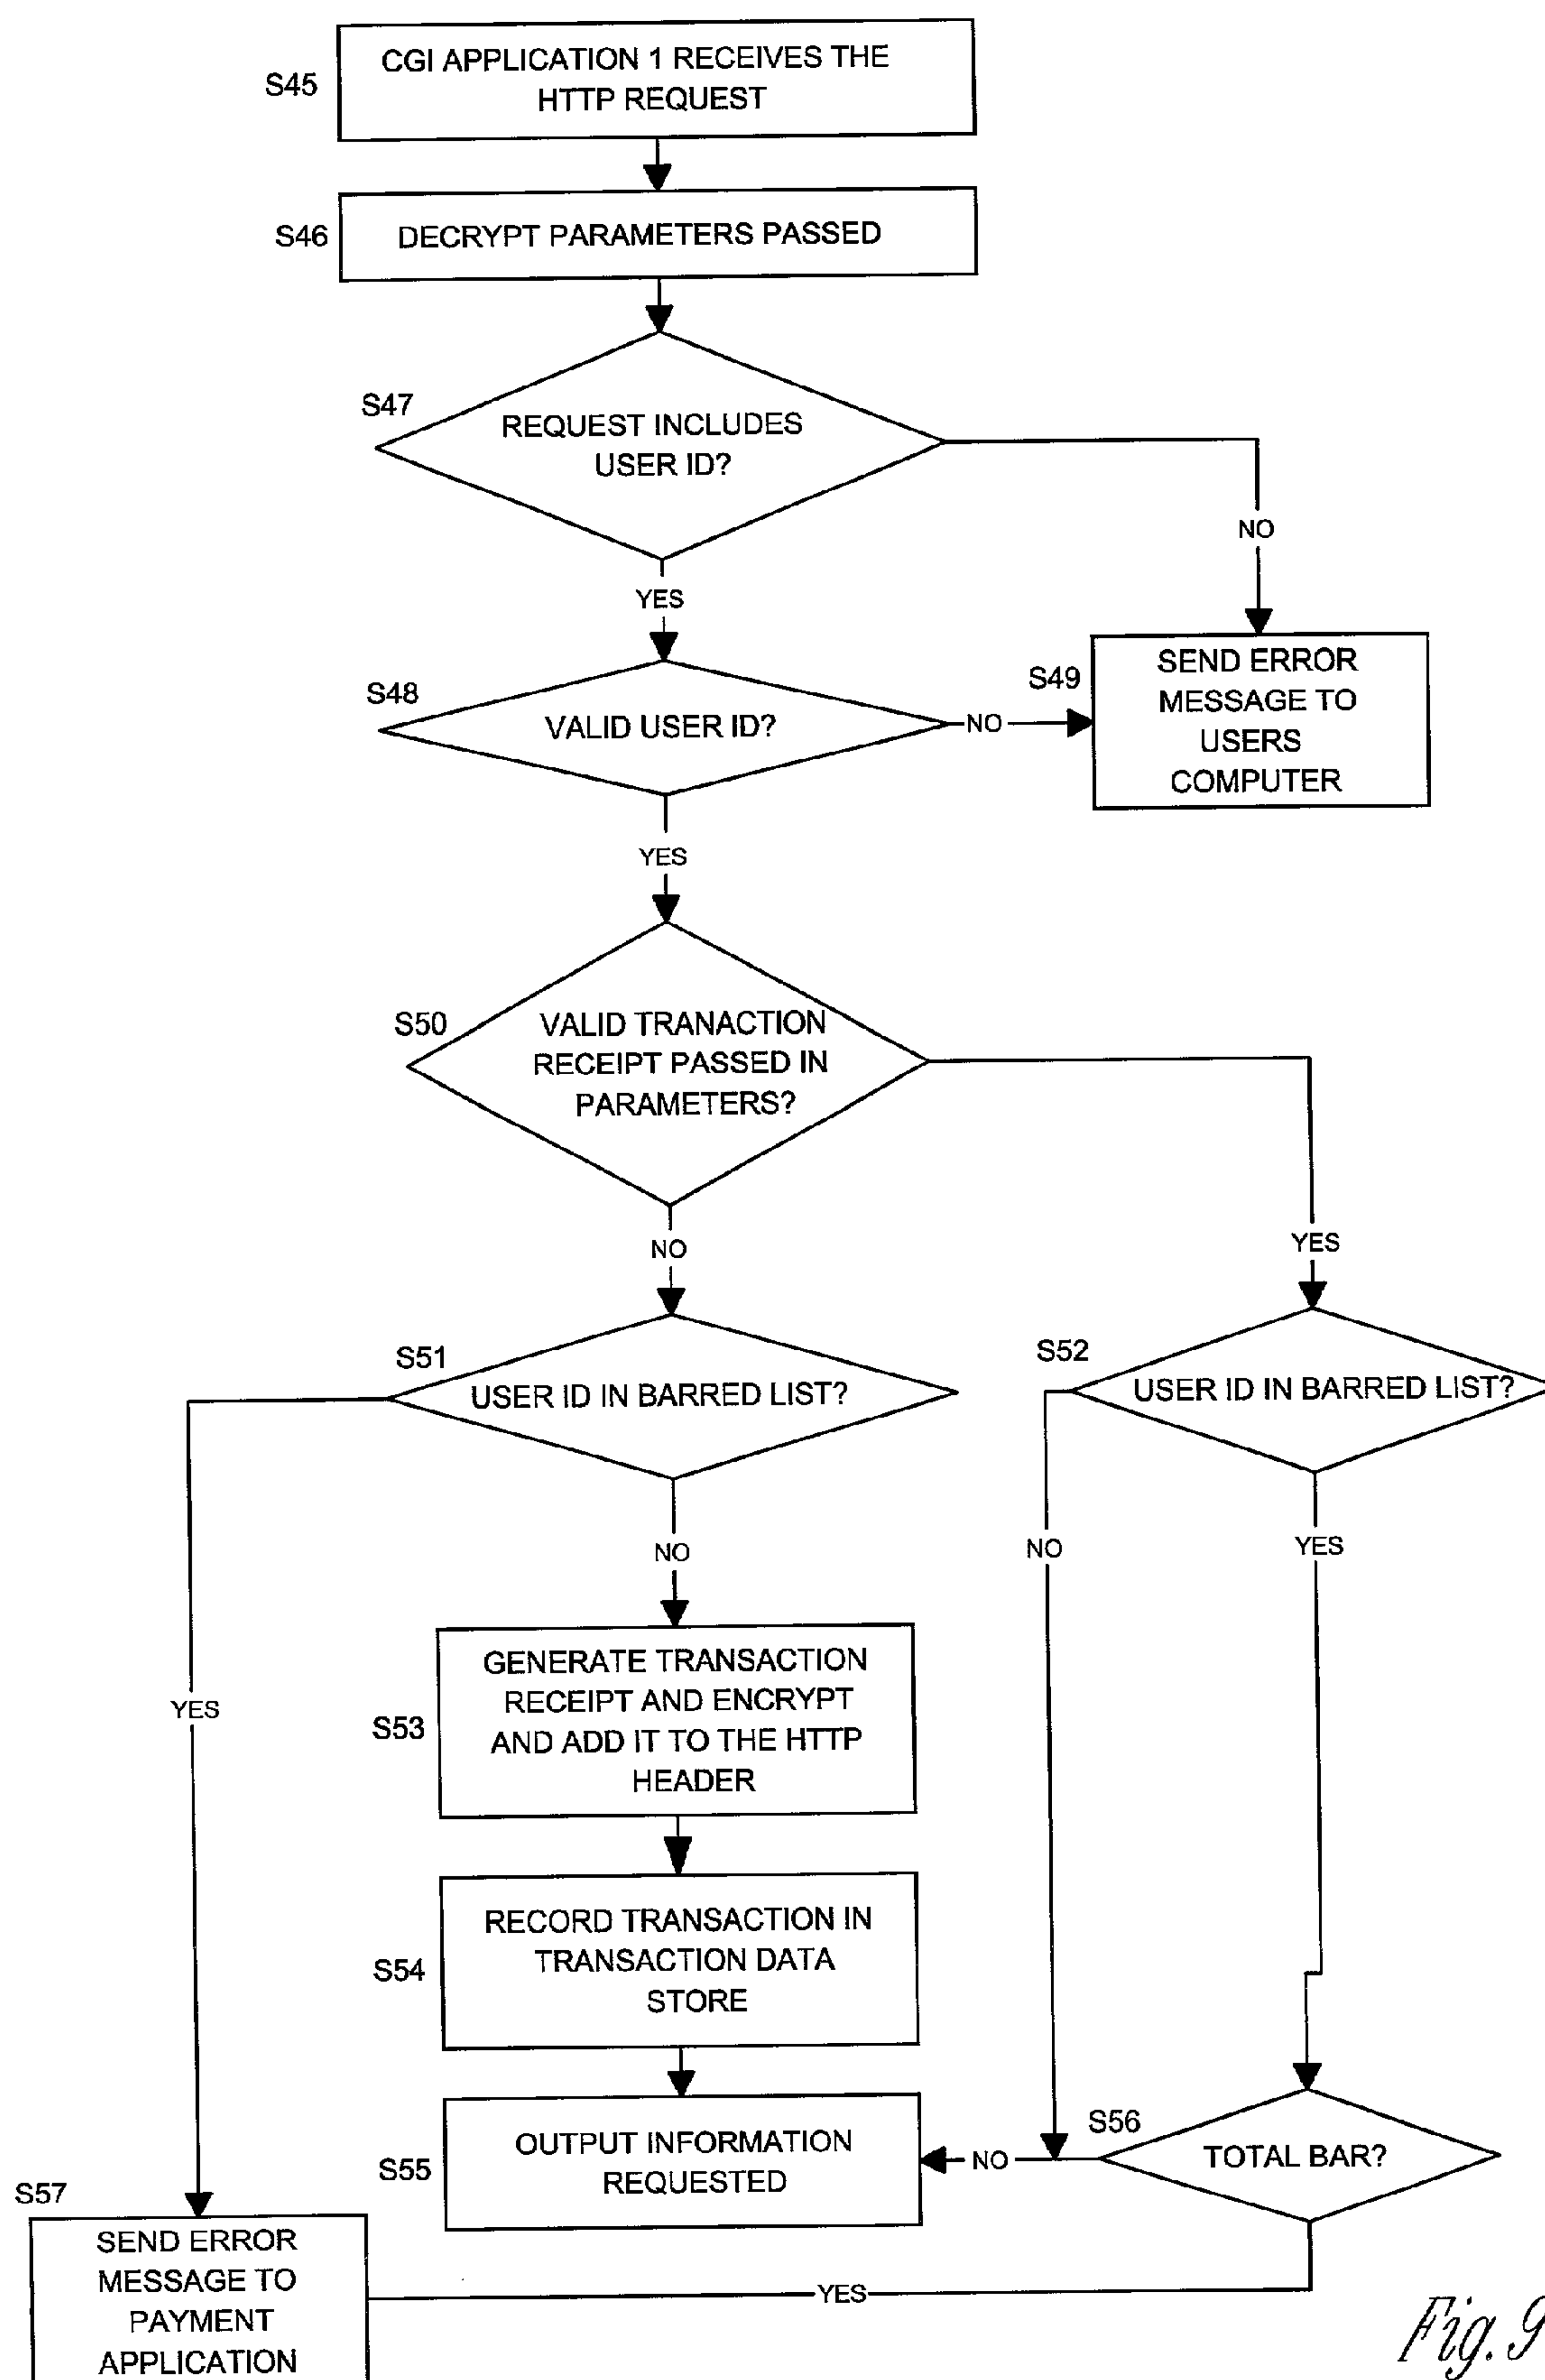 S45
CGI APPLICATION 1 RECEIVES THE
HTTP REQUEST
S46
DECRYPT PARAMETERS PASSED
S47
REQUEST INCLUDES
USER ID?
NO
YES
S48
VALID USER ID?
NO
S49
SEND ERROR
MESSAGE TO
USERS
COMPUTER
YES
S50
VALID TRANACTION
RECEIPT PASSED IN
PARAMETERS?
NO
YES
S51
USER ID IN BARRED LIST?
S52
USER ID IN BARRED LIST?
NO
NO
YES
YES
S53
GENERATE TRANSACTION
RECEIPT AND ENCRYPT
AND ADD IT TO THE HTTP
HEADER
S54
RECORD TRANSACTION IN
TRANSACTION DATA
STORE
S55
OUTPUT INFORMATION
REQUESTED
NO
S56
TOTAL BAR?
S57
SEND ERROR
MESSAGE TO
PAYMENT
APPLICATION
YES
Fig. 9